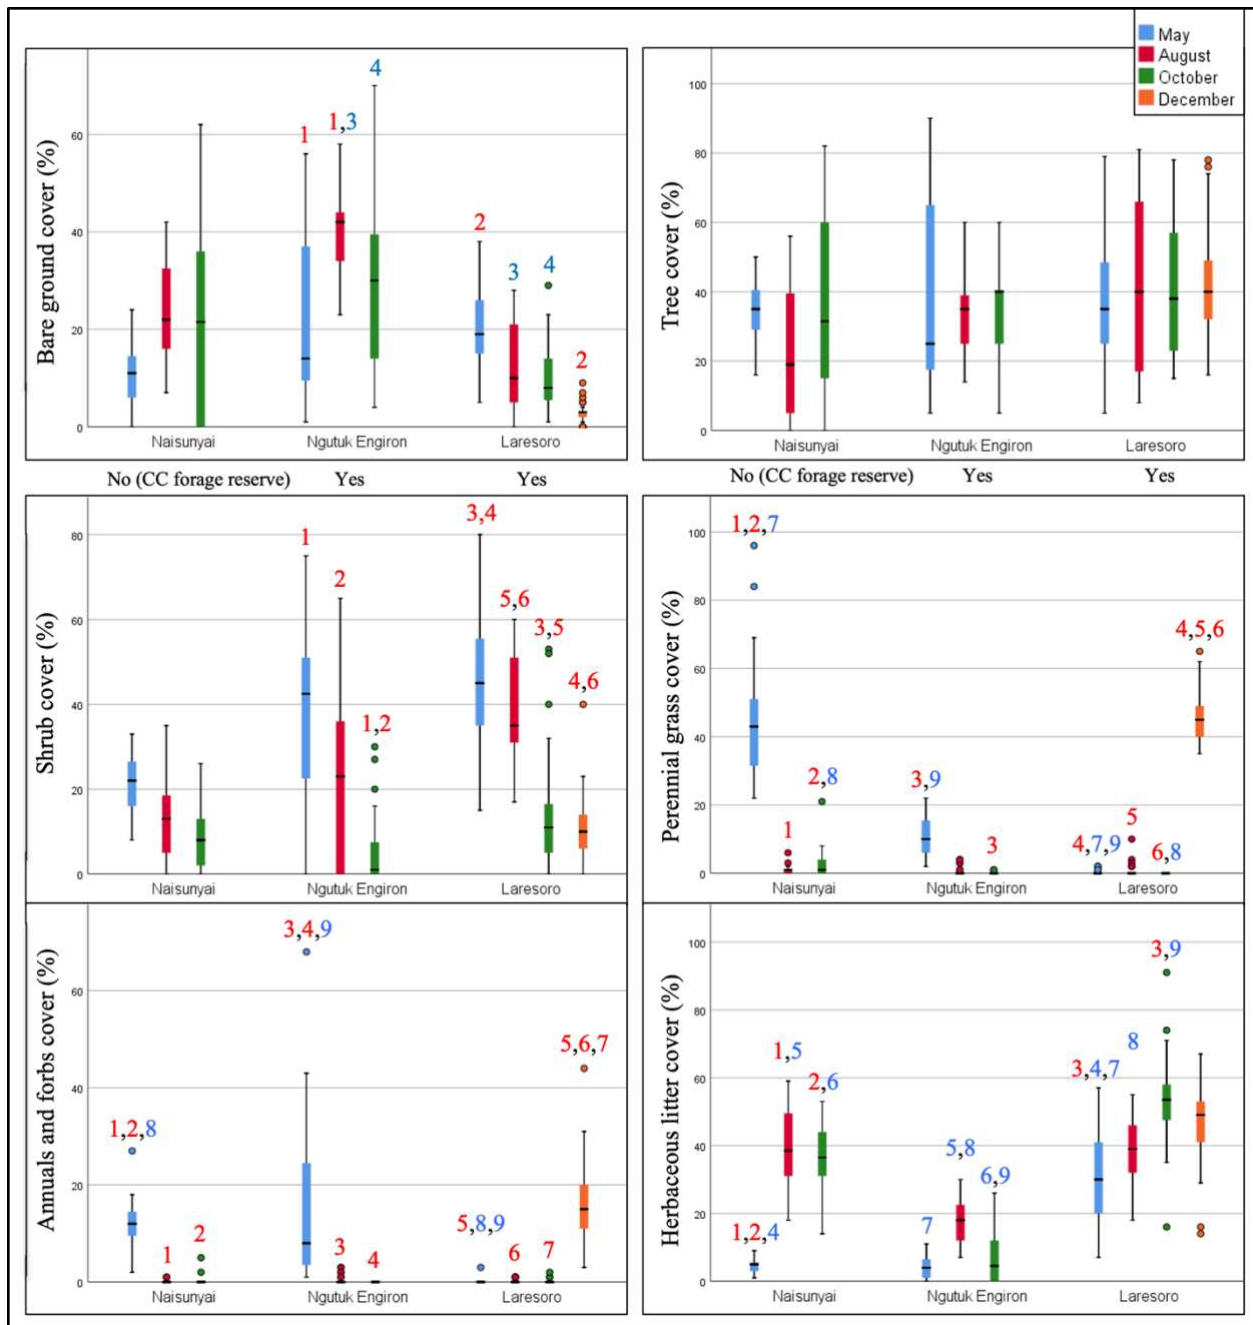 May
August
October
December
Bare ground cover (%)
60
40
20
0
1
1,3
4
2
3
4
2
Naisunyai
Ngutuk Engiron
Laresoro
Tree cover (%)
100
80
60
40
20
0
Naisunyai
Ngutuk Engiron
Laresoro
No (CC forage reserve)
Yes
Yes
No (CC forage reserve)
Yes
Yes
Shrub cover (%)
80
60
40
20
0
1
2
1,2
3,4
5,6
3,5
4,6
Naisunyai
Ngutuk Engiron
Laresoro
Perennial grass cover (%)
100
80
60
40
20
0
1,2,7
1
2,8
3,9
3
4,7,9
5
6,8
4,5,6
Naisunyai
Ngutuk Engiron
Laresoro
Annuals and forbs cover (%)
60
40
20
0
1,2,8
1
2
3,4,9
3
4
5,8,9
6
7
5,6,7
Naisunyai
Ngutuk Engiron
Laresoro
Herbaceous litter cover (%)
100
80
60
40
20
0
1,2,4
1,5
2,6
7
5,8
6,9
3,4,7
8
3,9
Naisunyai
Ngutuk Engiron
Laresoro